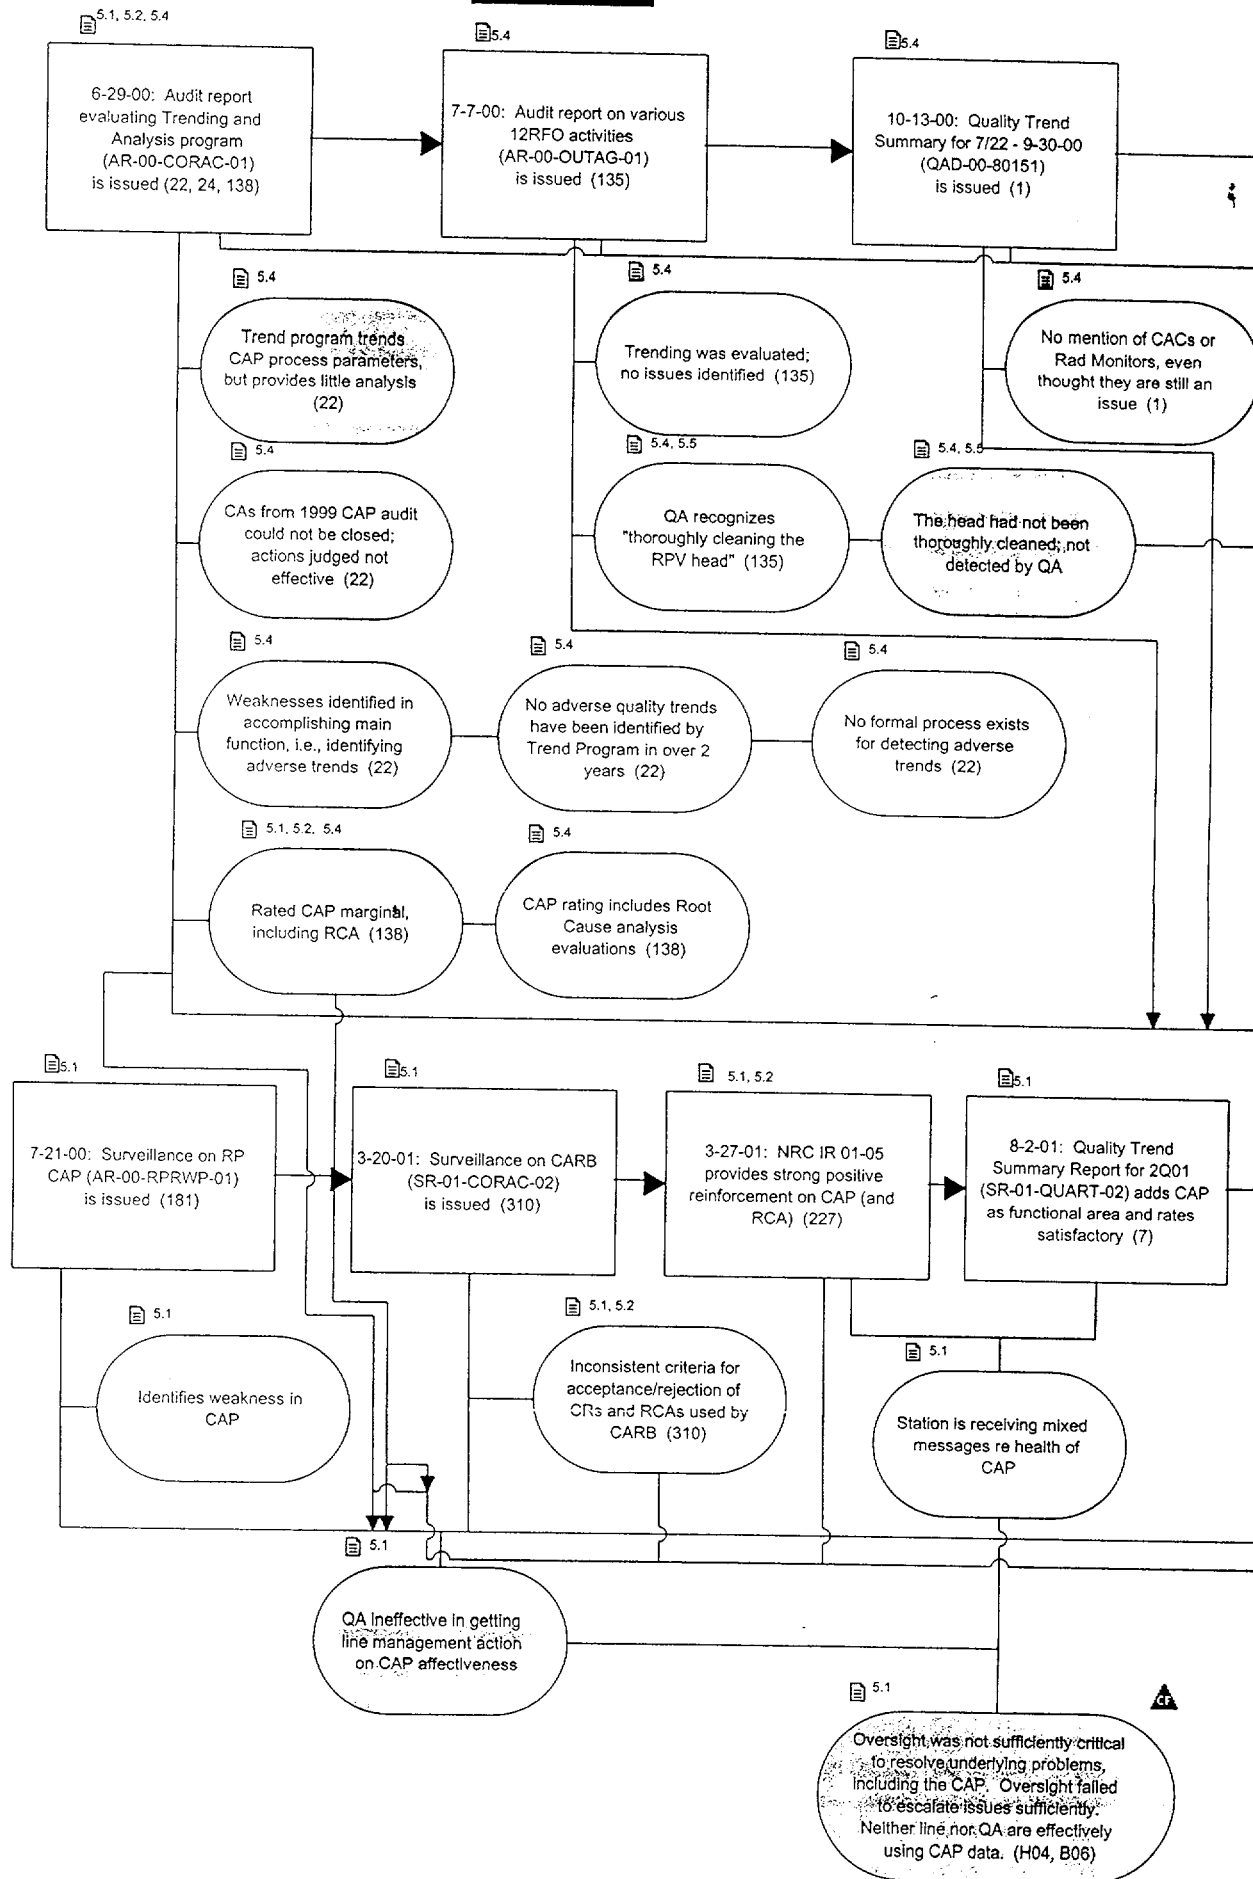 5.1, 5.2, 5.4
6-29-00: Audit report
evaluating Trending and
Analysis program
(AR-00-CORAC-01)
is issued (22, 24, 138)
5.4
7-7-00: Audit report on various
12RFO activities
(AR-00-OUTAG-01)
is issued (135)
5.4
10-13-00: Quality Trend
Summary for 7/22 - 9-30-00
(QAD-00-80151)
is issued (1)
5.4
Trend program trends
CAP process parameters,
but provides little analysis
(22)
5.4
Trending was evaluated;
no issues identified (135)
5.4
No mention of CACs or
Rad Monitors, even
thought they are still an
issue (1)
5.4
CAs from 1999 CAP audit
could not be closed;
actions judged not
effective (22)
5.4, 5.5
QA recognizes
"thoroughly cleaning the
RPV head" (135)
5.4, 5.5
The head had not been
thoroughly cleaned; not
detected by QA
5.4
Weaknesses identified in
accomplishing main
function, i.e., identifying
adverse trends (22)
5.4
No adverse quality trends
have been identified by
Trend Program in over 2
years (22)
5.4
No formal process exists
for detecting adverse
trends (22)
5.1, 5.2, 5.4
Rated CAP marginal,
including RCA (138)
5.4
CAP rating includes Root
Cause analysis
evaluations (138)
5.1
7-21-00: Surveillance on RP
CAP (AR-00-RPRWP-01)
is issued (181)
5.1
3-20-01: Surveillance on CARB
(SR-01-CORAC-02)
is issued (310)
5.1, 5.2
3-27-01: NRC IR 01-05
provides strong positive
reinforcement on CAP (and
RCA) (227)
5.1
8-2-01: Quality Trend
Summary Report for 2Q01
(SR-01-QUART-02) adds CAP
as functional area and rates
satisfactory (7)
5.1
Identifies weakness in
CAP
5.1, 5.2
Inconsistent criteria for
acceptance/rejection of
CRs and RCAs used by
CARB (310)
5.1
Station is receiving mixed
messages re health of
CAP
5.1
QA ineffective in getting
line management action
on CAP affectiveness
5.1
CF
Oversight was not sufficiently critical
to resolve underlying problems,
including the CAP. Oversight failed
to escalate issues sufficiently.
Neither line nor QA are effectively
using CAP data. (H04, B06)